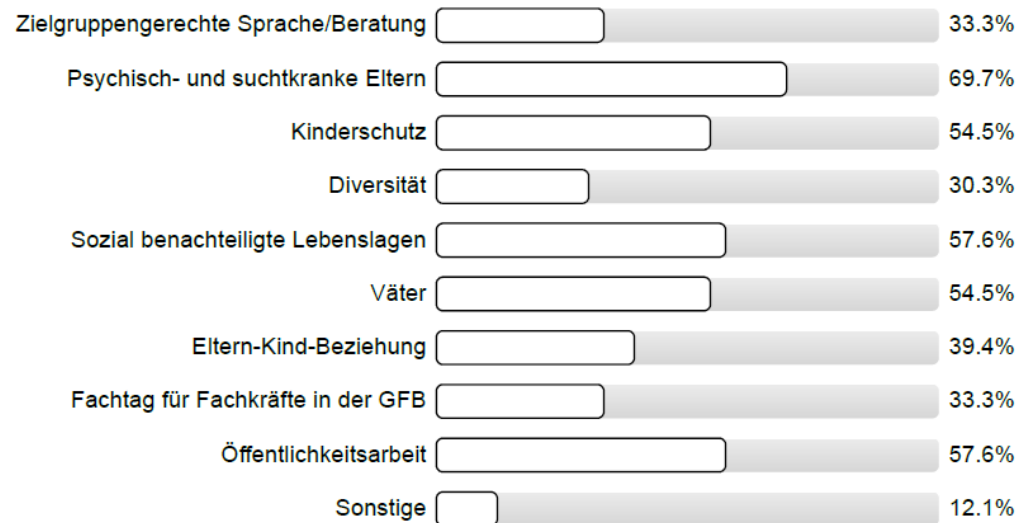 Zielgruppengerechte Sprache/Beratung 33.3%
Psychisch- und suchtkranke Eltern 69.7%
Kinderschutz 54.5%
Diversität 30.3%
Sozial benachteiligte Lebenslagen 57.6%
Väter 54.5%
Eltern-Kind-Beziehung 39.4%
Fachtag für Fachkräfte in der GFB 33.3%
Öffentlichkeitsarbeit 57.6%
Sonstige 12.1%